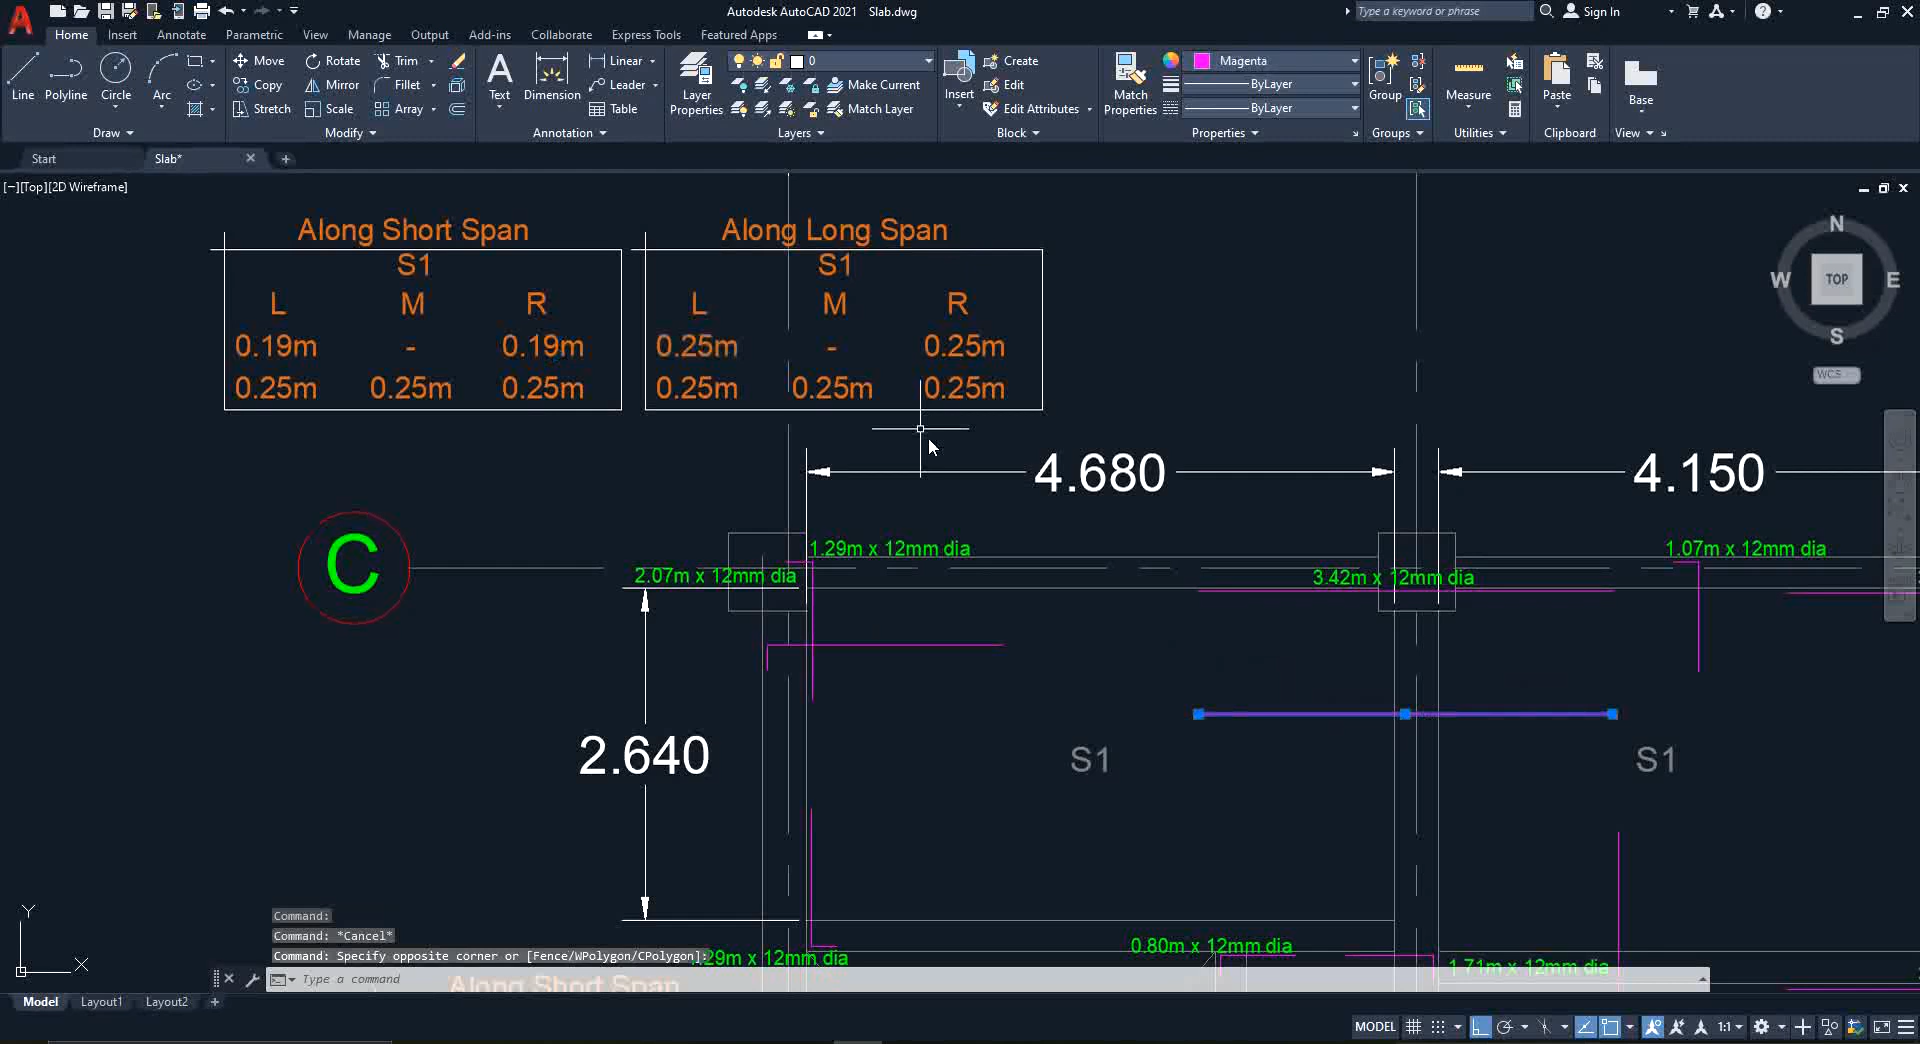 Autodesk AutoCAD 2021 Slab.dwg
Type a keyword or phrase
Sign In
Home Insert Annotate Parametric View Manage Output Add-ins Collaborate Express Tools Featured Apps
Line Polyline Circle Arc
Move Rotate Trim
Copy Mirror Fillet
Stretch Scale Array
Text Dimension
Linear
Leader
Table
Layer Properties
0
Make Current
Match Layer
Insert
Create
Edit
Edit Attributes
Match Properties
Magenta
ByLayer
ByLayer
Group
Measure
Paste
Base
Draw Modify Annotation Layers Block Properties Groups Utilities Clipboard View
Start Slab*
[−][Top][2D Wireframe]
N
W TOP E
S
WCS
Along Short Span
S1
L M R
0.19m - 0.19m
0.25m 0.25m 0.25m
Along Long Span
S1
L M R
0.25m - 0.25m
0.25m 0.25m 0.25m
4.680 4.150
C
1.29m x 12mm dia
1.07m x 12mm dia
2.07m x 12mm dia
3.42m x 12mm dia
2.640
S1 S1
Command:
Command: *Cancel*
Command: Specify opposite corner or [Fence/WPolygon/CPolygon]:
.29m x 12mm dia
0.80m x 12mm dia
1.71m x 12mm dia
Type a command
Along Short Span
Y
X
Model Layout1 Layout2
MODEL
1:1